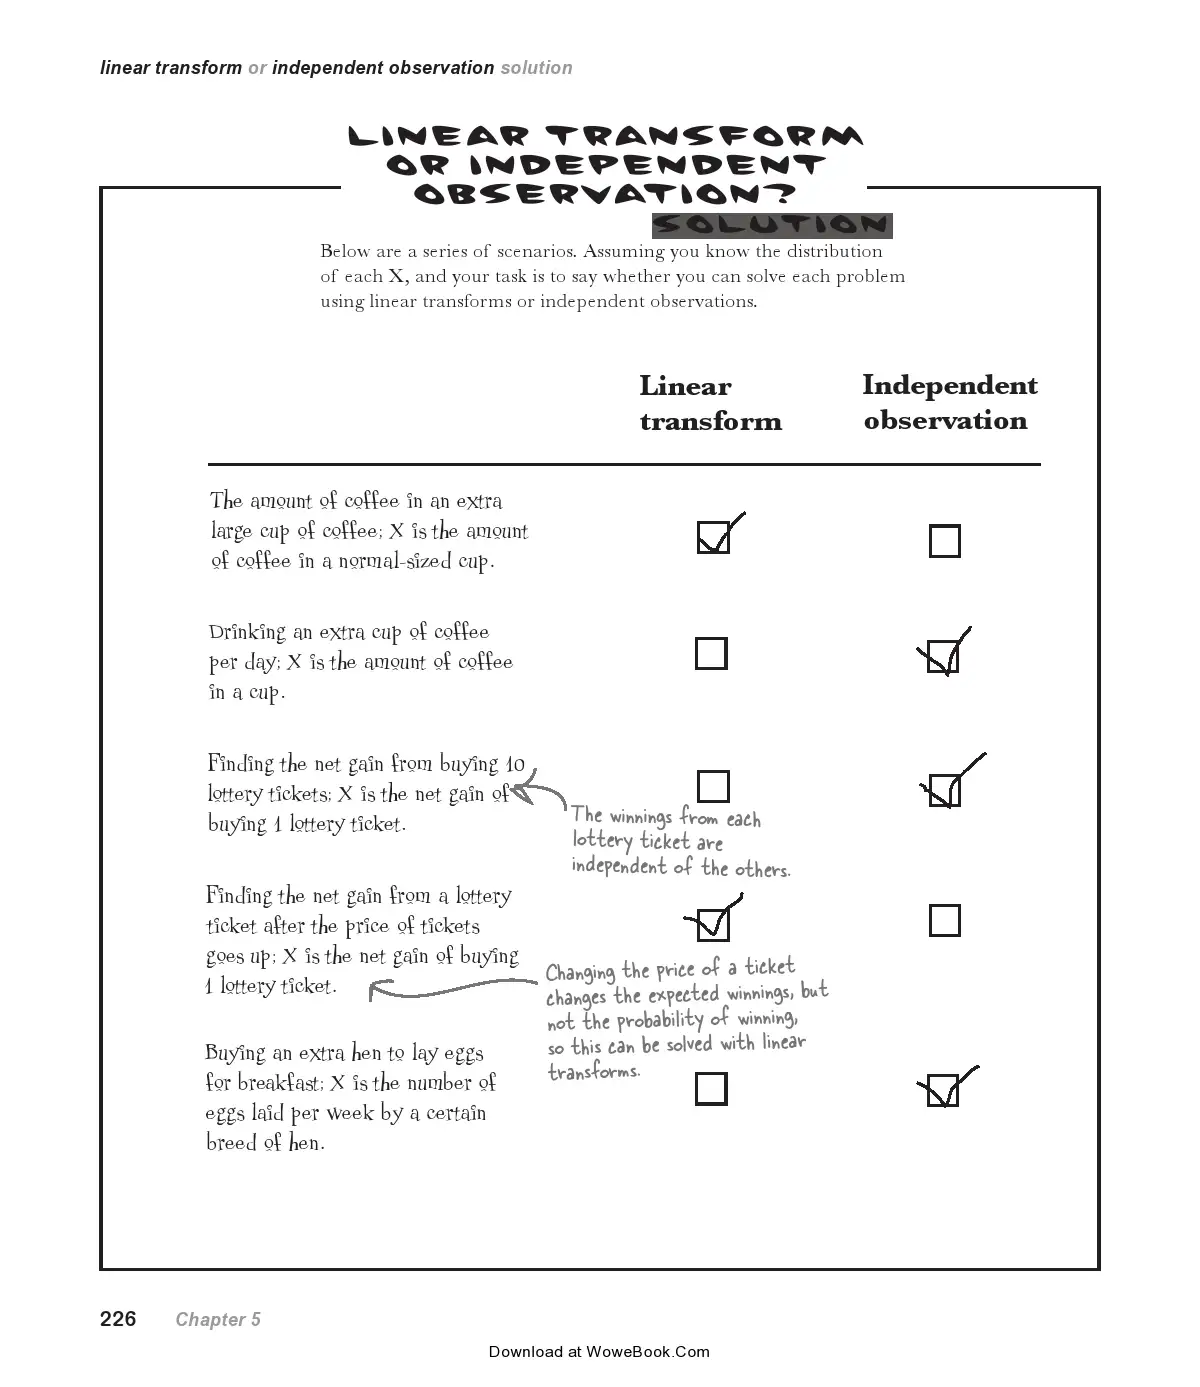 linear transform or independent observation solution
LINEAR TRANSFORM
OR INDEPENDENT
OBSERVATION?
SOLUTION
Below are a series of scenarios. Assuming you know the distribution
of each X, and your task is to say whether you can solve each problem
using linear transforms or independent observations.
Linear
transform
Independent
observation
The amount of coffee in an extra
large cup of coffee; X is the amount
of coffee in a normal-sized cup.
Drinking an extra cup of coffee
per day; X is the amount of coffee
in a cup.
Finding the net gain from buying 10
lottery tickets; X is the net gain of
buying 1 lottery ticket.
The winnings from each
lottery ticket are
independent of the others.
Finding the net gain from a lottery
ticket after the price of tickets
goes up; X is the net gain of buying
1 lottery ticket.
Changing the price of a ticket
changes the expected winnings, but
not the probability of winning,
so this can be solved with linear
transforms.
Buying an extra hen to lay eggs
for breakfast; X is the number of
eggs laid per week by a certain
breed of hen.
226 Chapter 5
Download at WoweBook.Com